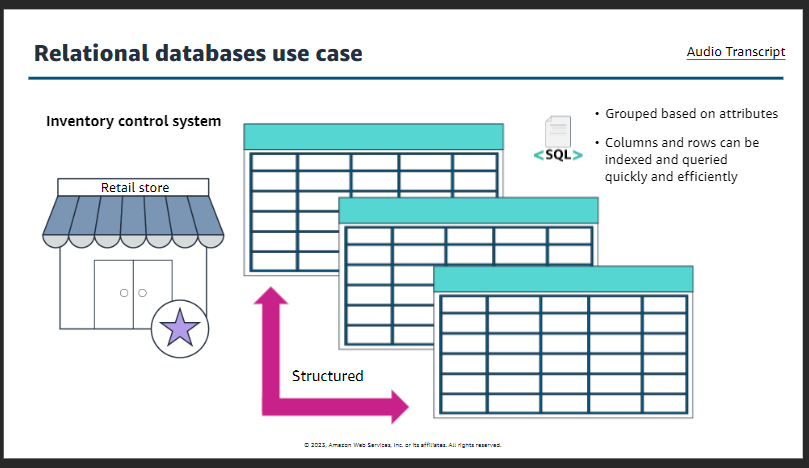 Relational databases use case
Audio Transcript
Inventory control system
Retail store
<SQL>
• Grouped based on attributes
• Columns and rows can be
indexed and queried
quickly and efficiently
Structured
© 2023, Amazon Web Services, Inc. or its affiliates. All rights reserved.